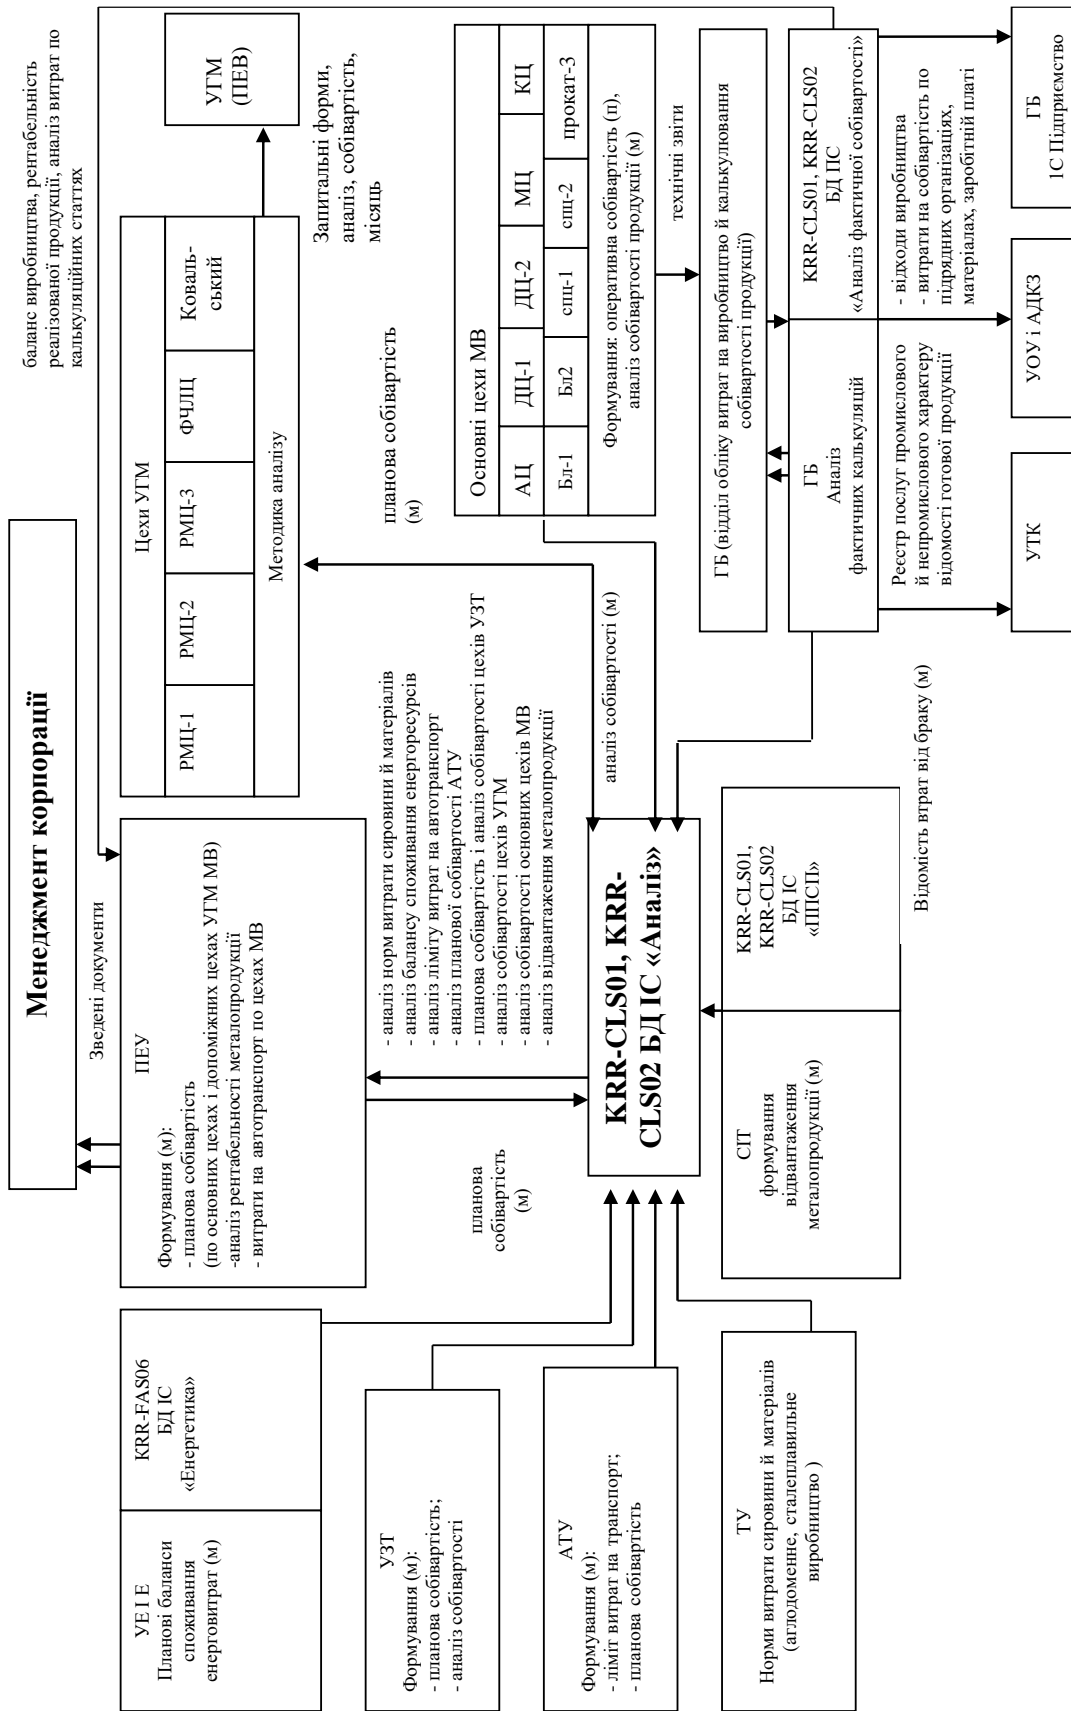 Менеджмент корпорації
Зведені документи
баланс виробництва, рентабельність
реалізованої продукції, аналіз витрат по
калькуляційних статтях
УЕ І Е
Планові баланси
споживання
енерговитрат (м)
KRR-FAS06
БД ІС
«Енергетика»
ПЕУ
Формування (м):
- планова собівартість
(по основних цехах і допоміжних цехах УГМ МВ)
-аналіз рентабельності металопродукції
- витрати на автотранспорт по цехах МВ
Цехи УГМ
РМЦ-1
РМЦ-2
РМЦ-3
ФЧЛЦ
Коваль-
ський
Методика аналізу
УГМ
(ПЕВ)
Запитальні форми,
аналіз, собівартість,
місяць
УЗТ
Формування (м):
- планова собівартість;
- аналіз собівартості
планова
собівартість
(м)
- аналіз норм витрати сировини й матеріалів
- аналіз балансу споживання енергоресурсів
- аналіз ліміту витрат на автотранспорт
- аналіз планової собівартості АТУ
- планова собівартість і аналіз собівартості цехів УЗТ
- аналіз собівартості цехів УГМ
- аналіз собівартості основних цехів МВ
- аналіз відвантаження металопродукції
планова собівартість
(м)
Основні цехи МВ
АЦ
ДЦ-1
ДЦ-2
МЦ
КЦ
Бл-1
Бл2
спц-1
спц-2
прокат-3
Формування: оперативна собівартість (п),
аналіз собівартості продукції (м)
АТУ
Формування (м):
- ліміт витрат на транспорт;
- планова собівартість
KRR-CLS01, KRR-
CLS02 БД ІС «Аналіз»
аналіз собівартості (м)
технічні звіти
ГБ (відділ обліку витрат на виробництво й калькулювання
собівартості продукції)
ТУ
Норми витрати сировини й матеріалів
(аглодоменне, сталеплавильне
виробництво )
СІТ
формування
відвантаження
металопродукції (м)
KRR-CLS01,
KRR-CLS02
БД ІС
«ППСП»
ГБ
Аналіз
фактичних калькуляцій
KRR-CLS01, KRR-CLS02
БД ПС
«Аналіз фактичної собівартості»
Відомість втрат від браку (м)
Реєстр послуг промислового
й непромислового характеру
відомості готової продукції
- відходи виробництва
- витрати на собівартість по
підрядних організаціях,
матеріалах, заробітній платі
УТК
УОУ і АДКЗ
ГБ
1С Підприємство